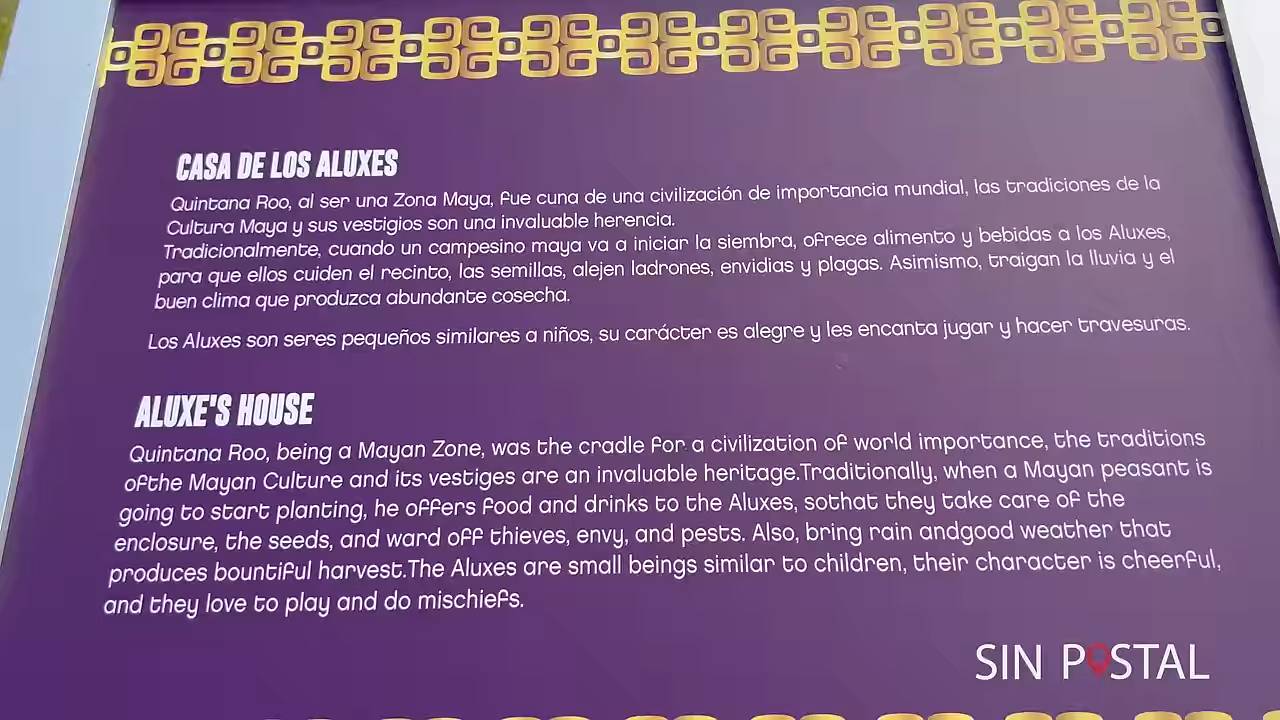 CASA DE LOS ALUXES
Quintana Roo, al ser una Zona Maya, fue cuna de una civilización de importancia mundial, las tradiciones de la
Cultura Maya y sus vestigios son una invaluable herencia.
Tradicionalmente, cuando un campesino maya va a iniciar la siembra, ofrece alimento y bebidas a los Aluxes,
para que ellos cuiden el recinto, las semillas, alejen ladrones, envidias y plagas. Asimismo, traigan la lluvia y el
buen clima que produzca abundante cosecha.
Los Aluxes son seres pequeños similares a niños, su carácter es alegre y les encanta jugar y hacer travesuras.
ALUXE'S HOUSE
Quintana Roo, being a Mayan Zone, was the cradle for a civilization of world importance, the traditions
ofthe Mayan Culture and its vestiges are an invaluable heritage.Traditionally, when a Mayan peasant is
going to start planting, he offers food and drinks to the Aluxes, sothat they take care of the
enclosure, the seeds, and ward off thieves, envy, and pests. Also, bring rain andgood weather that
produces bountiful harvest.The Aluxes are small beings similar to children, their character is cheerful,
and they love to play and do mischiefs.
SIN POSTAL